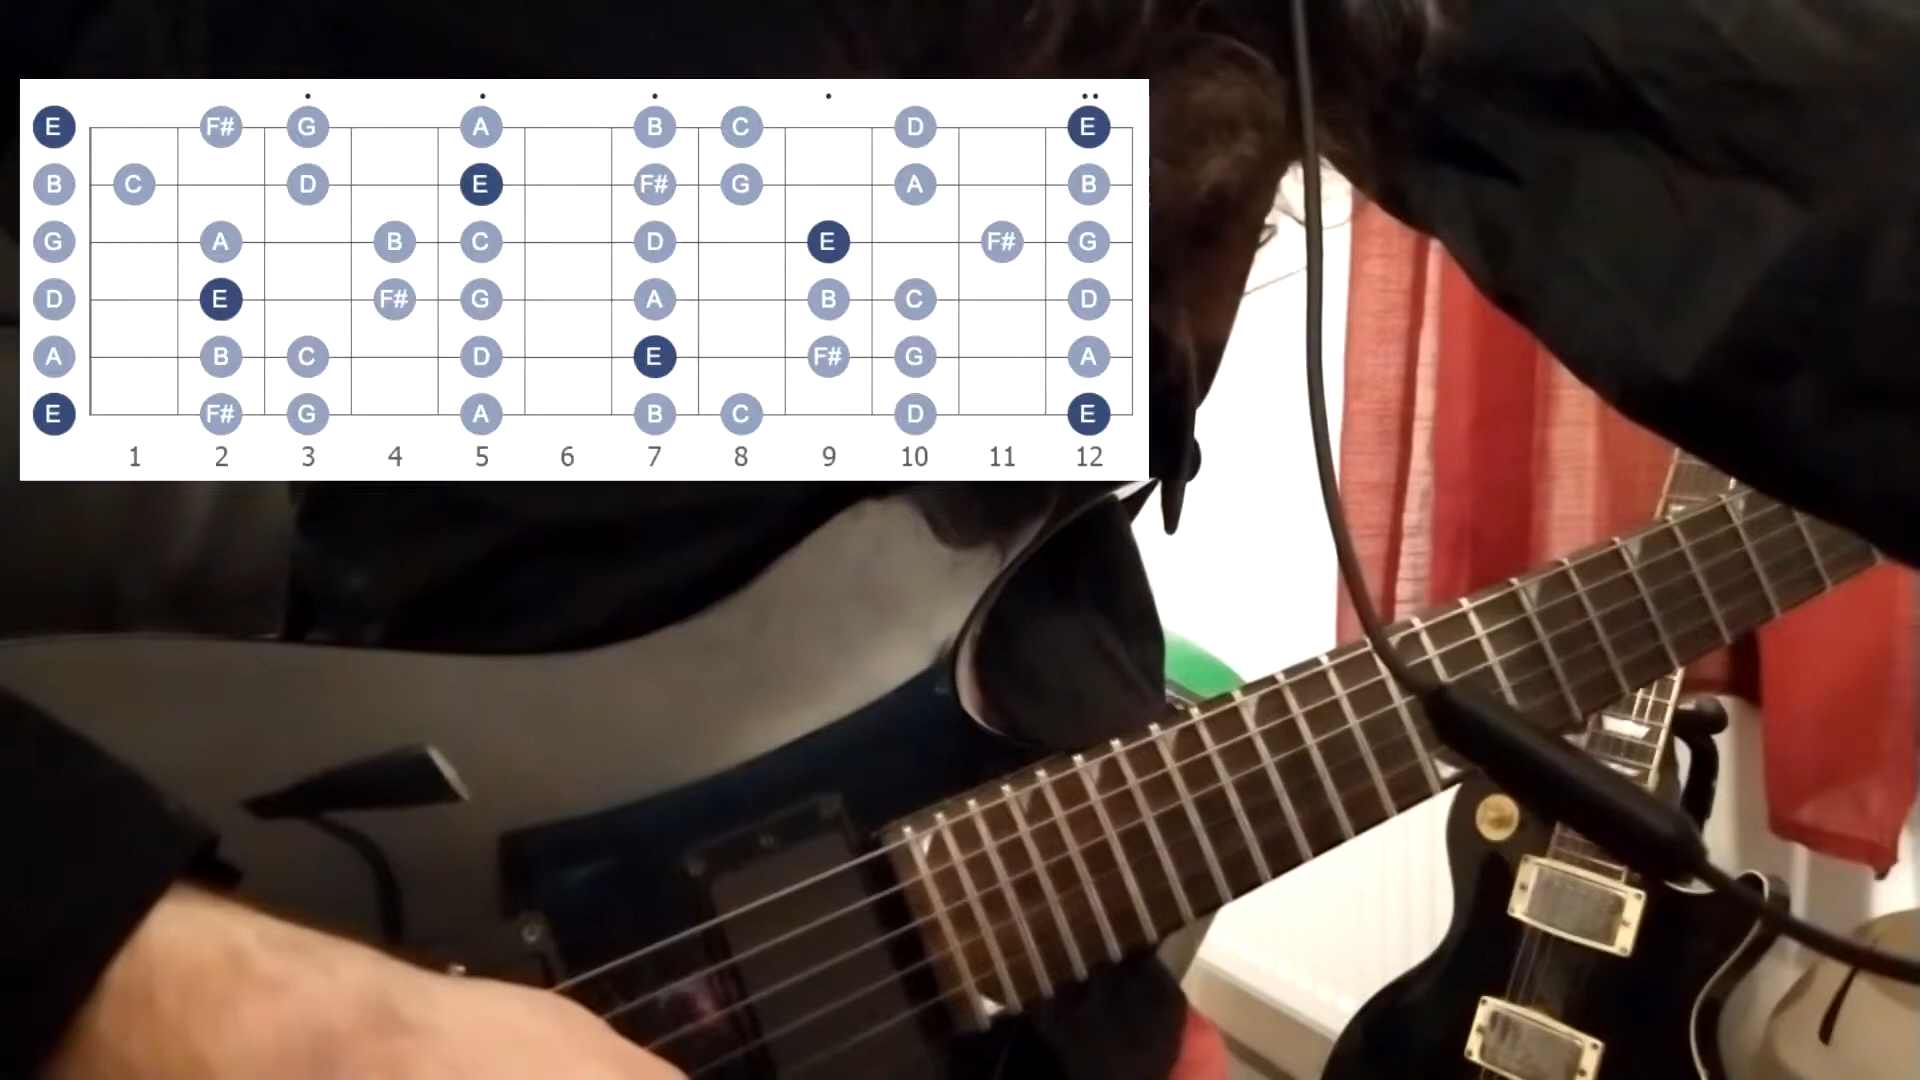 E F# G A B C D E
B C D E F# G A B
G A B C D E F# G
D E F# G A B C D
A B C D E F# G A
E F# G A B C D E
1 2 3 4 5 6 7 8 9 10 11 12